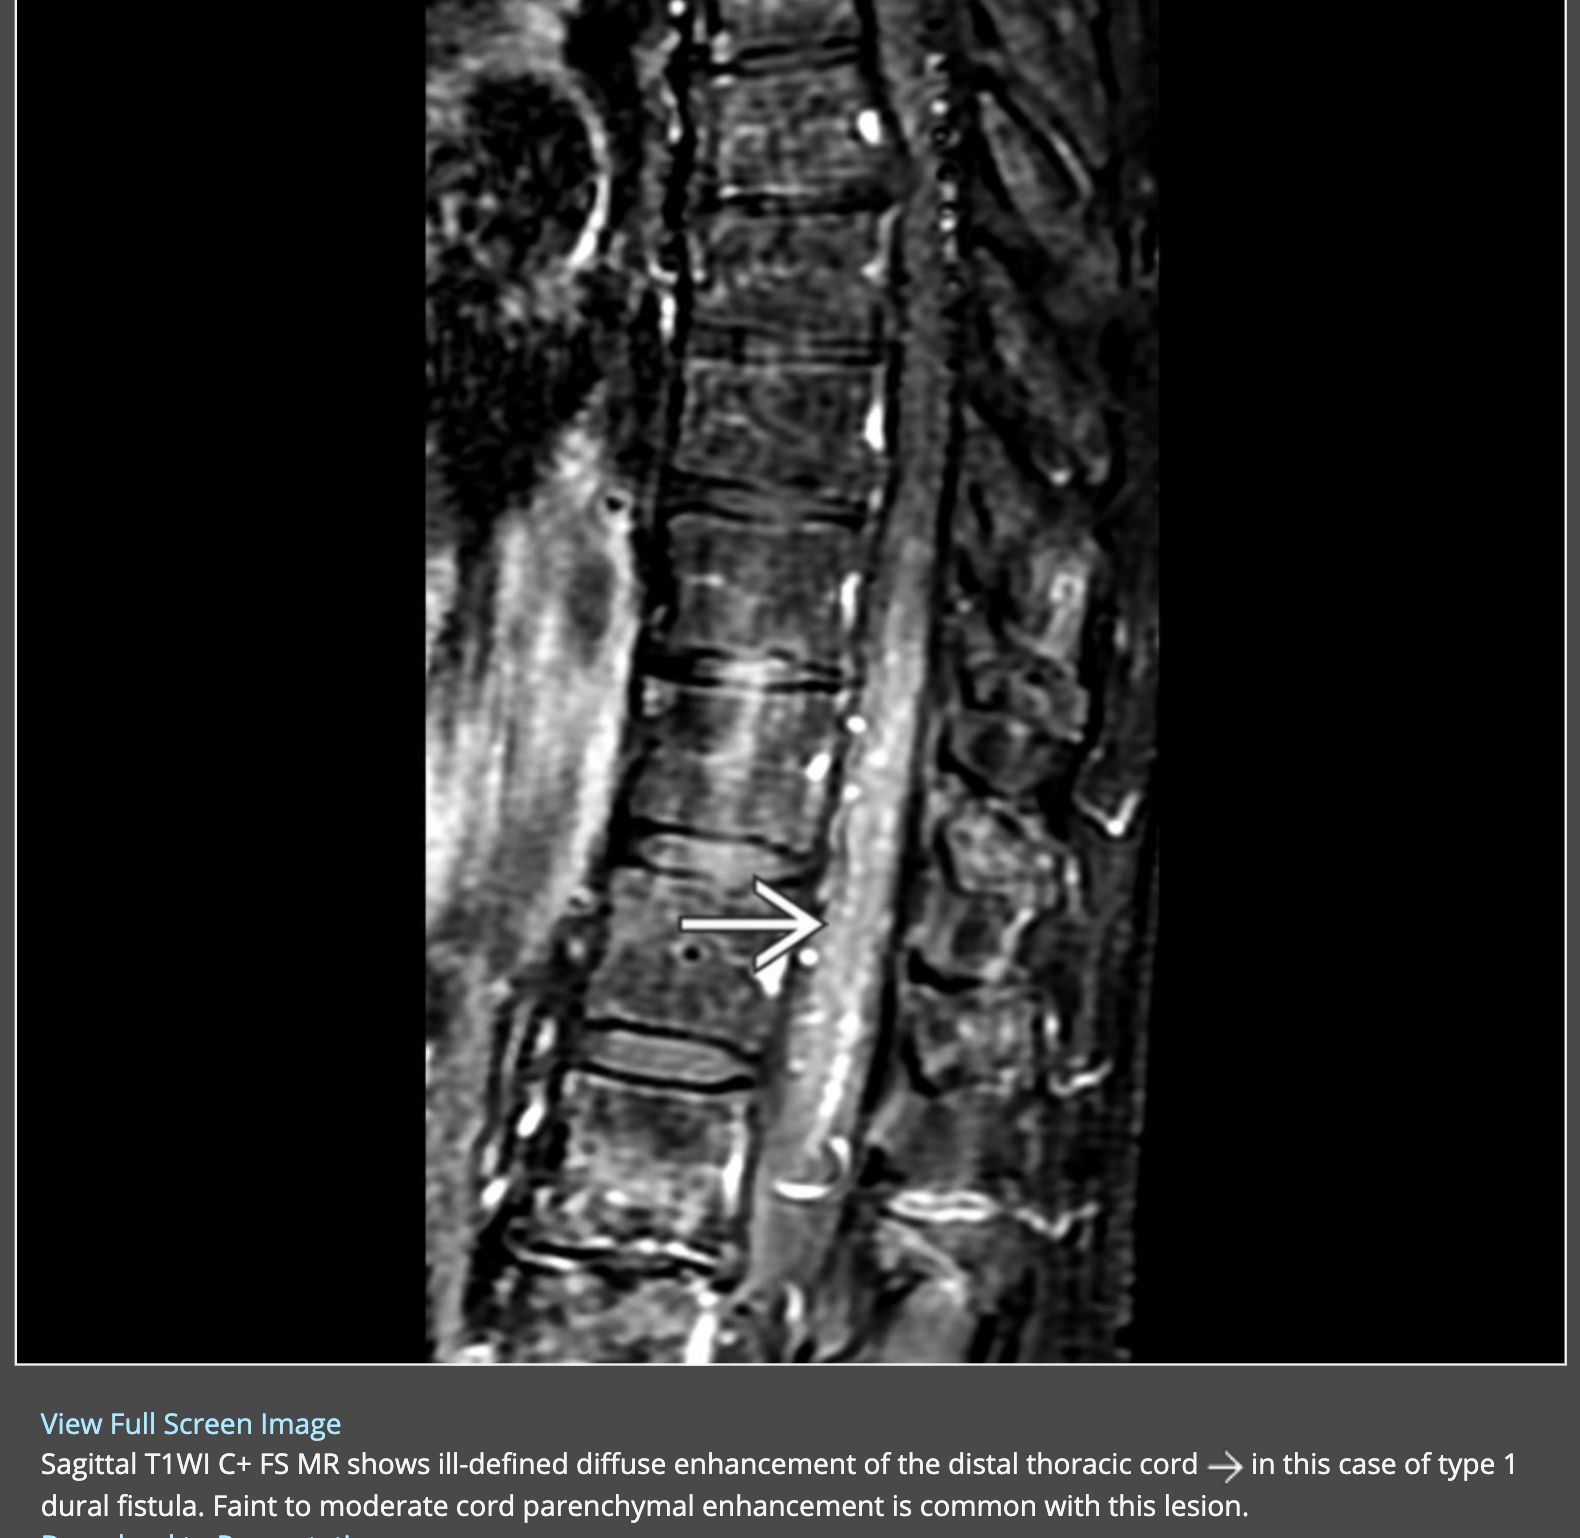 View Full Screen Image
Sagittal T1WI C+ FS MR shows ill-defined diffuse enhancement of the distal thoracic cord → in this case of type 1
dural fistula. Faint to moderate cord parenchymal enhancement is common with this lesion.